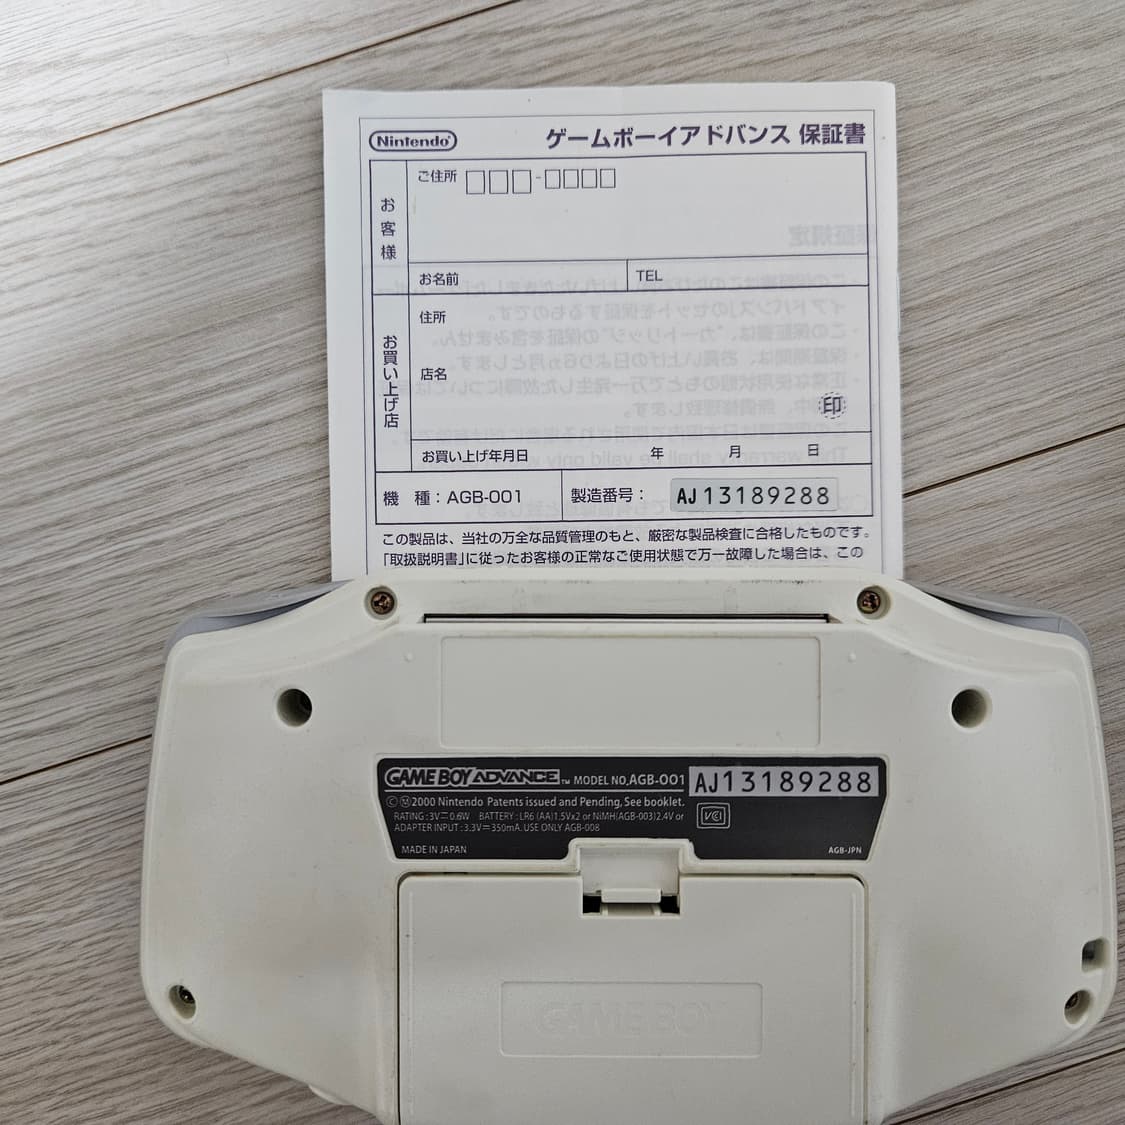 Nintendo ゲームボーイアドバンス 保証書
お客様
ご住所 □□□-□□□□
お名前 TEL
お買い上げ店
住所
店名
印
お買い上げ年月日 年 月 日
機 種：AGB-001 製造番号： AJ13189288
この製品は、当社の万全な品質管理のもと、厳密な製品検査に合格したものです。
「取扱説明書」に従ったお客様の正常なご使用状態で万一故障した場合は、この
GAME BOY ADVANCE TM MODEL NO.AGB-001 AJ13189288
© Ⓜ 2000 Nintendo Patents issued and Pending, See booklet.
RATING : 3V⎓0.6W BATTERY : LR6 (AA)1.5V×2 or NiMH(AGB-003)2.4V or
ADAPTER INPUT : 3.3V⎓350mA. USE ONLY AGB-008
VCI
MADE IN JAPAN AGB-JPN
GAME BOY